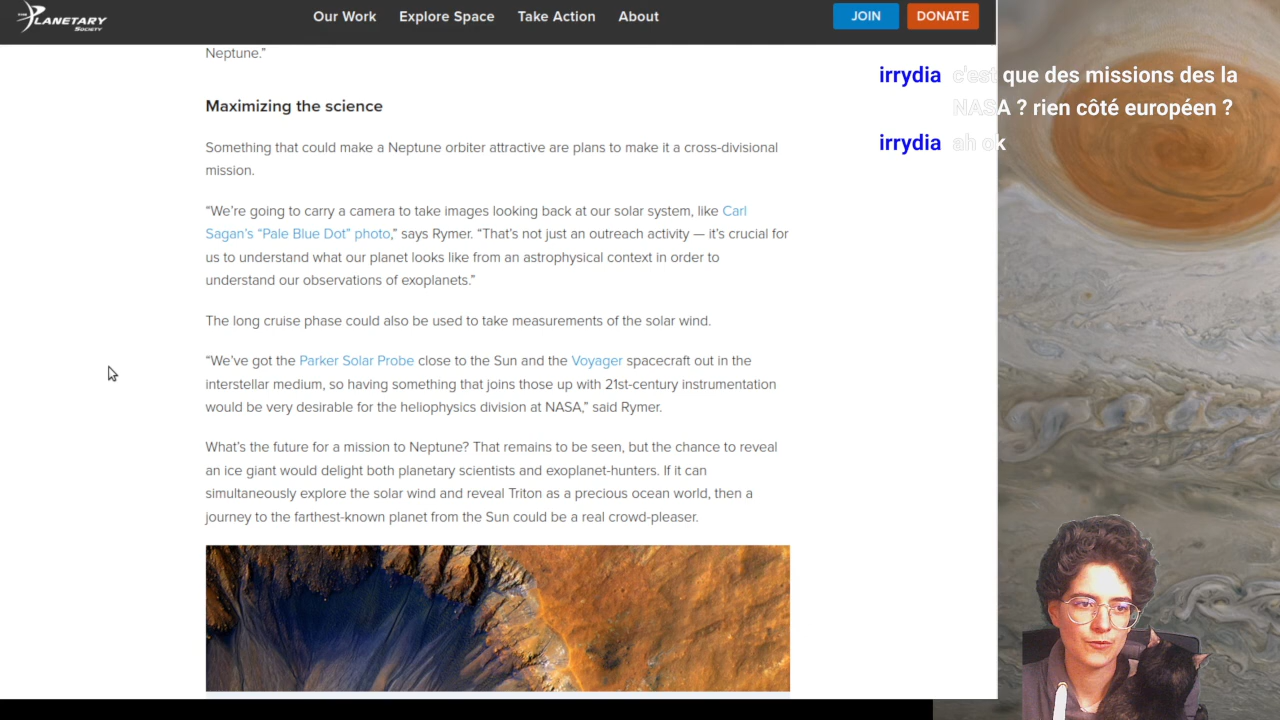 THE PLANETARY SOCIETY
Our Work Explore Space Take Action About JOIN DONATE
Neptune.”
Maximizing the science
Something that could make a Neptune orbiter attractive are plans to make it a cross-divisional
mission.
“We’re going to carry a camera to take images looking back at our solar system, like Carl
Sagan’s “Pale Blue Dot” photo,” says Rymer. “That’s not just an outreach activity — it’s crucial for
us to understand what our planet looks like from an astrophysical context in order to
understand our observations of exoplanets.”
The long cruise phase could also be used to take measurements of the solar wind.
“We’ve got the Parker Solar Probe close to the Sun and the Voyager spacecraft out in the
interstellar medium, so having something that joins those up with 21st-century instrumentation
would be very desirable for the heliophysics division at NASA,” said Rymer.
What’s the future for a mission to Neptune? That remains to be seen, but the chance to reveal
an ice giant would delight both planetary scientists and exoplanet-hunters. If it can
simultaneously explore the solar wind and reveal Triton as a precious ocean world, then a
journey to the farthest-known planet from the Sun could be a real crowd-pleaser.
irrydia c'est que des missions des la
NASA ? rien côté européen ?
irrydia ah ok